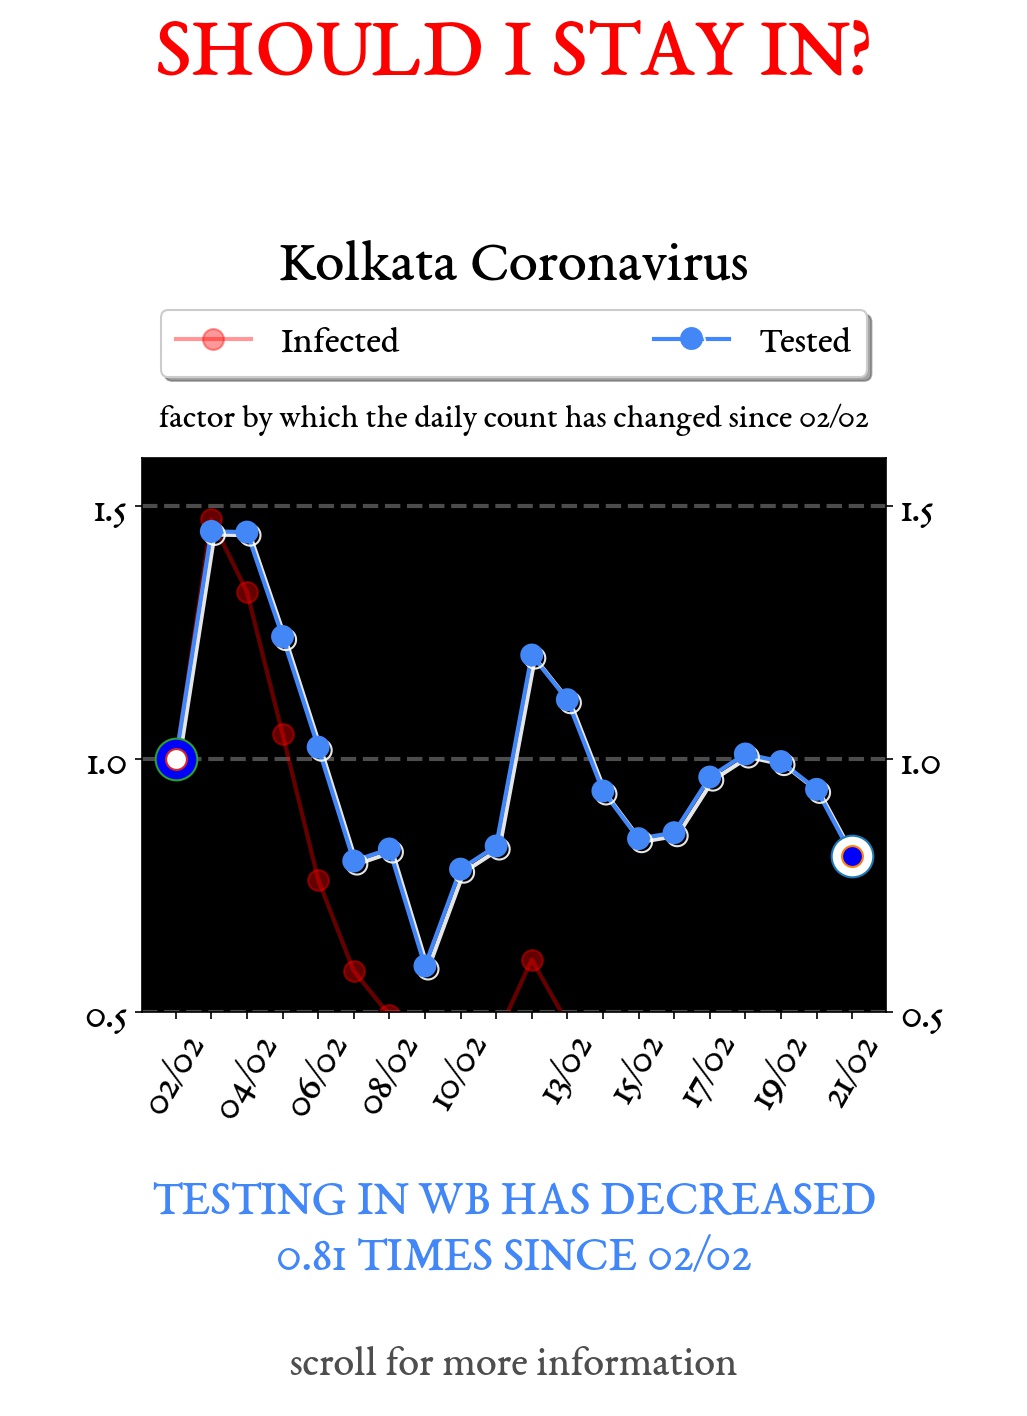 SHOULD I STAY IN?
Kolkata Coronavirus
Infected Tested
factor by which the daily count has changed since 02/02
1.5 1.5
1.0 1.0
0.5 0.5
02/02 04/02 06/02 08/02 10/02 13/02 15/02 17/02 19/02 21/02
TESTING IN WB HAS DECREASED
0.81 TIMES SINCE 02/02
scroll for more information